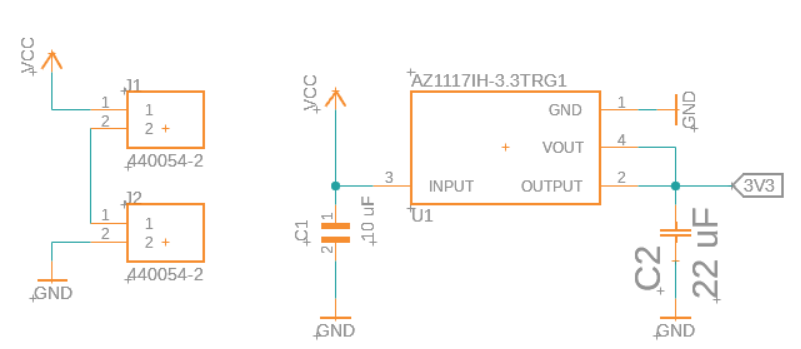 VCC
J1
1
2
1
2
440054-2
J2
1
2
1
2
440054-2
GND
VCC
3
C1
1
2
10 uF
GND
AZ1117IH-3.3TRG1
GND
VOUT
INPUT
OUTPUT
U1
1
4
2
GND
3V3
C2
22 uF
GND